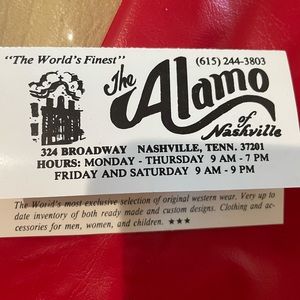 "The World's Finest" (615) 244-3803
The Alamo
of Nashville
324 BROADWAY NASHVILLE, TENN. 37201
HOURS: MONDAY - THURSDAY 9 AM - 7 PM
FRIDAY AND SATURDAY 9 AM - 9 PM
The World's most exclusive selection of original western wear. Very up to
date inventory of both ready made and custom designs. Clothing and ac-
cessories for men, women, and children. ★★★